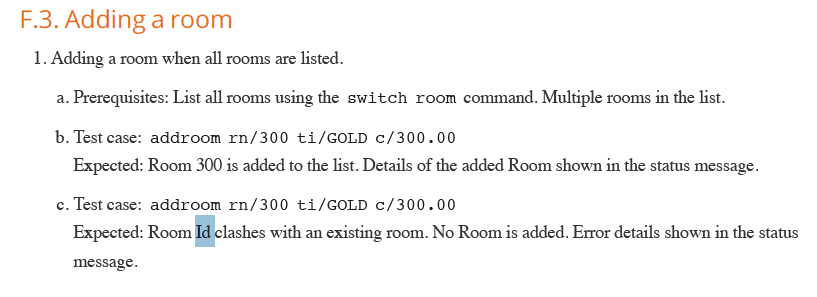 F.3. Adding a room
1. Adding a room when all rooms are listed.
a. Prerequisites: List all rooms using the switch room command. Multiple rooms in the list.
b. Test case: addroom rn/300 ti/GOLD c/300.00
Expected: Room 300 is added to the list. Details of the added Room shown in the status message.
c. Test case: addroom rn/300 ti/GOLD c/300.00
Expected: Room Id clashes with an existing room. No Room is added. Error details shown in the status
message.